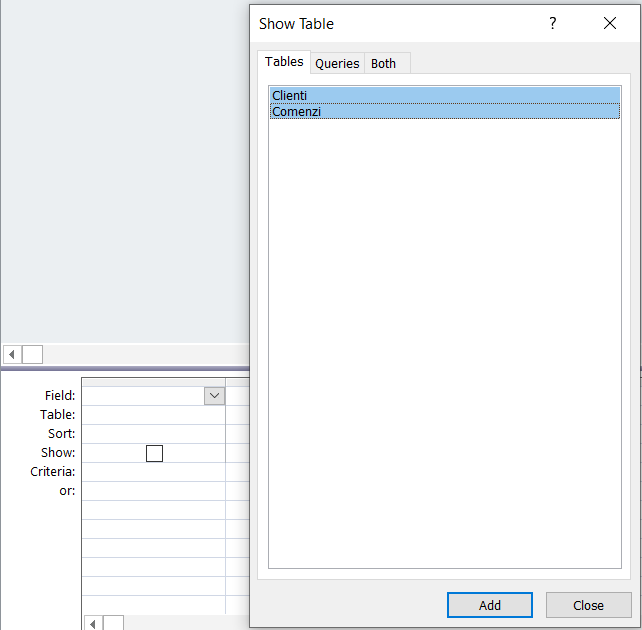 Show Table
?
Tables Queries Both
Clienti
Comenzi
Field:
Table:
Sort:
Show:
Criteria:
or:
Add Close